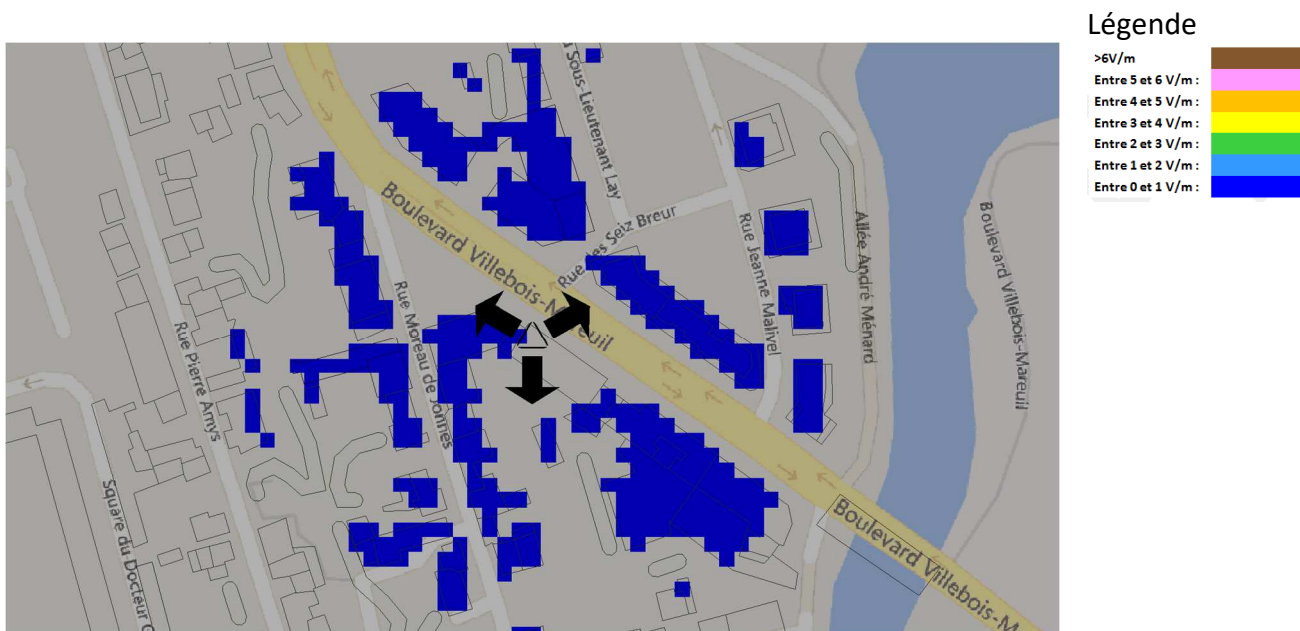 Légende
>6V/m
Entre 5 et 6 V/m :
Entre 4 et 5 V/m :
Entre 3 et 4 V/m :
Entre 2 et 3 V/m :
Entre 1 et 2 V/m :
Entre 0 et 1 V/m :
Sous-Lieutenant Lay
Boulevard Villebois-Mareuil
Rue des Seiz Breur
Rue Jeanne Malivel
Allée André Ménard
Boulevard Villebois-Mareuil
Rue Pierre Amys
Rue Moreau de Jonnes
Square du Docteur
Boulevard Villebois-M